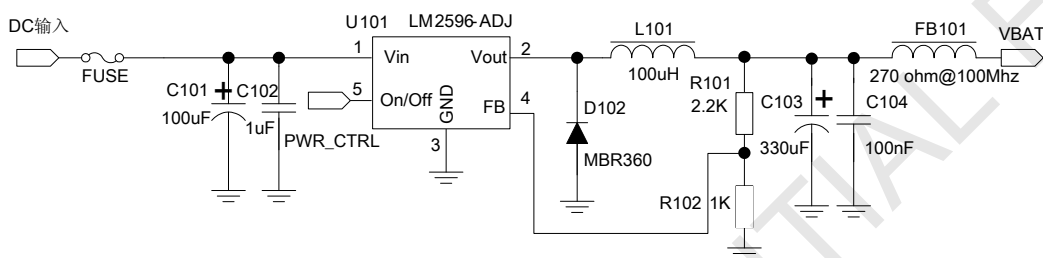 DC输入
FUSE
C101
100uF
+
C102
1uF
PWR_CTRL
U101
LM2596-ADJ
1
Vin
5
On/Off
GND
3
Vout
2
FB
4
D102
MBR360
L101
100uH
R101
2.2K
R102
1K
C103
+
330uF
C104
100nF
FB101
270 ohm@100Mhz
VBAT